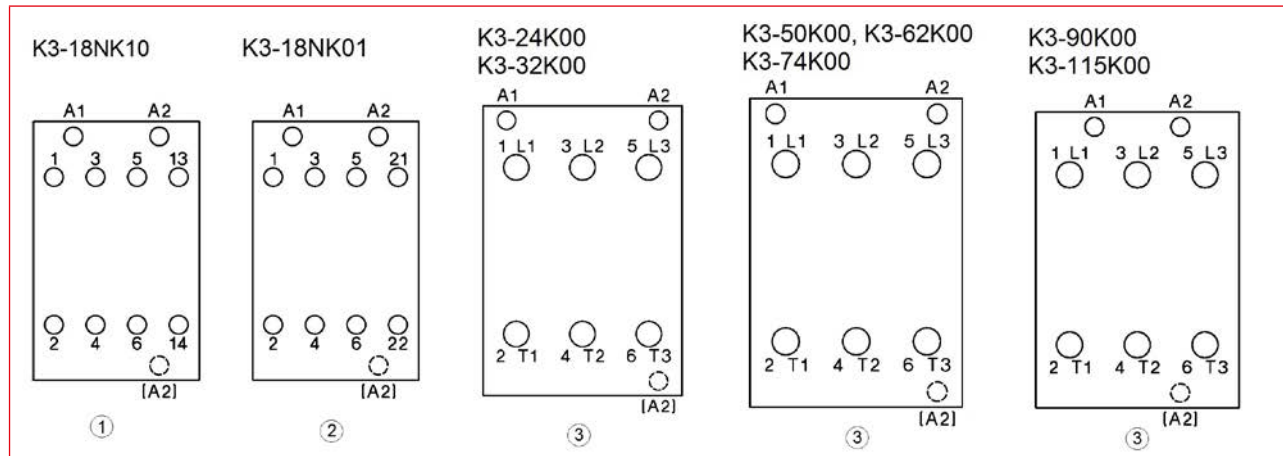 K3-18NK10
A1 A2
1 3 5 13
2 4 6 14
(A2)
1
K3-18NK01
A1 A2
1 3 5 21
2 4 6 22
(A2)
2
K3-24K00
K3-32K00
A1 A2
1 L1 3 L2 5 L3
2 T1 4 T2 6 T3
(A2)
3
K3-50K00, K3-62K00
K3-74K00
A1 A2
1 L1 3 L2 5 L3
2 T1 4 T2 6 T3
(A2)
3
K3-90K00
K3-115K00
A1 A2
1 L1 3 L2 5 L3
2 T1 4 T2 6 T3
(A2)
3